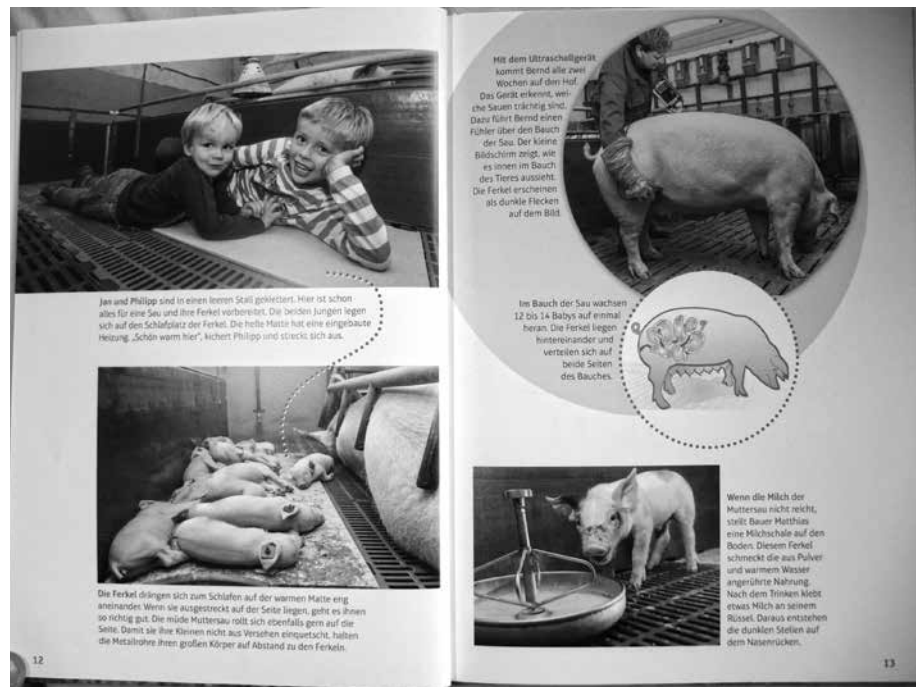 Jan und Philipp sind in einen leeren Stall geklettert. Hier ist schon
alles für eine Sau und ihre Ferkel vorbereitet. Die beiden Jungen legen
sich auf den Schlafplatz der Ferkel. Die helle Matte hat eine eingebaute
Heizung. „Schön warm hier", kichert Philipp und streckt sich aus.
Die Ferkel drängen sich zum Schlafen auf der warmen Matte eng
aneinander. Wenn sie ausgestreckt auf der Seite liegen, geht es ihnen
so richtig gut. Die müde Muttersau rollt sich ebenfalls gern auf die
Seite. Damit sie ihre Kleinen nicht aus Versehen einquetscht, halten
die Metallrohre ihren großen Körper auf Abstand zu den Ferkeln.
12
Mit dem Ultraschallgerät
kommt Bernd alle zwei
Wochen auf den Hof.
Das Gerät erkennt, wel-
che Sauen trächtig sind.
Dazu führt Bernd einen
Fühler über den Bauch
der Sau. Der kleine
Bildschirm zeigt, wie
es innen im Bauch
des Tieres aussieht.
Die Ferkel erscheinen
als dunkle Flecken
auf dem Bild.
Im Bauch der Sau wachsen
12 bis 14 Babys auf einmal
heran. Die Ferkel liegen
hintereinander und
verteilen sich auf
beide Seiten
des Bauches.
Wenn die Milch der
Muttersau nicht reicht,
stellt Bauer Matthias
eine Milchschale auf den
Boden. Diesem Ferkel
schmeckt die aus Pulver
und warmem Wasser
angerührte Nahrung.
Nach dem Trinken klebt
etwas Milch an seinem
Rüssel. Daraus entstehen
die dunklen Stellen auf
dem Nasenrücken.
13